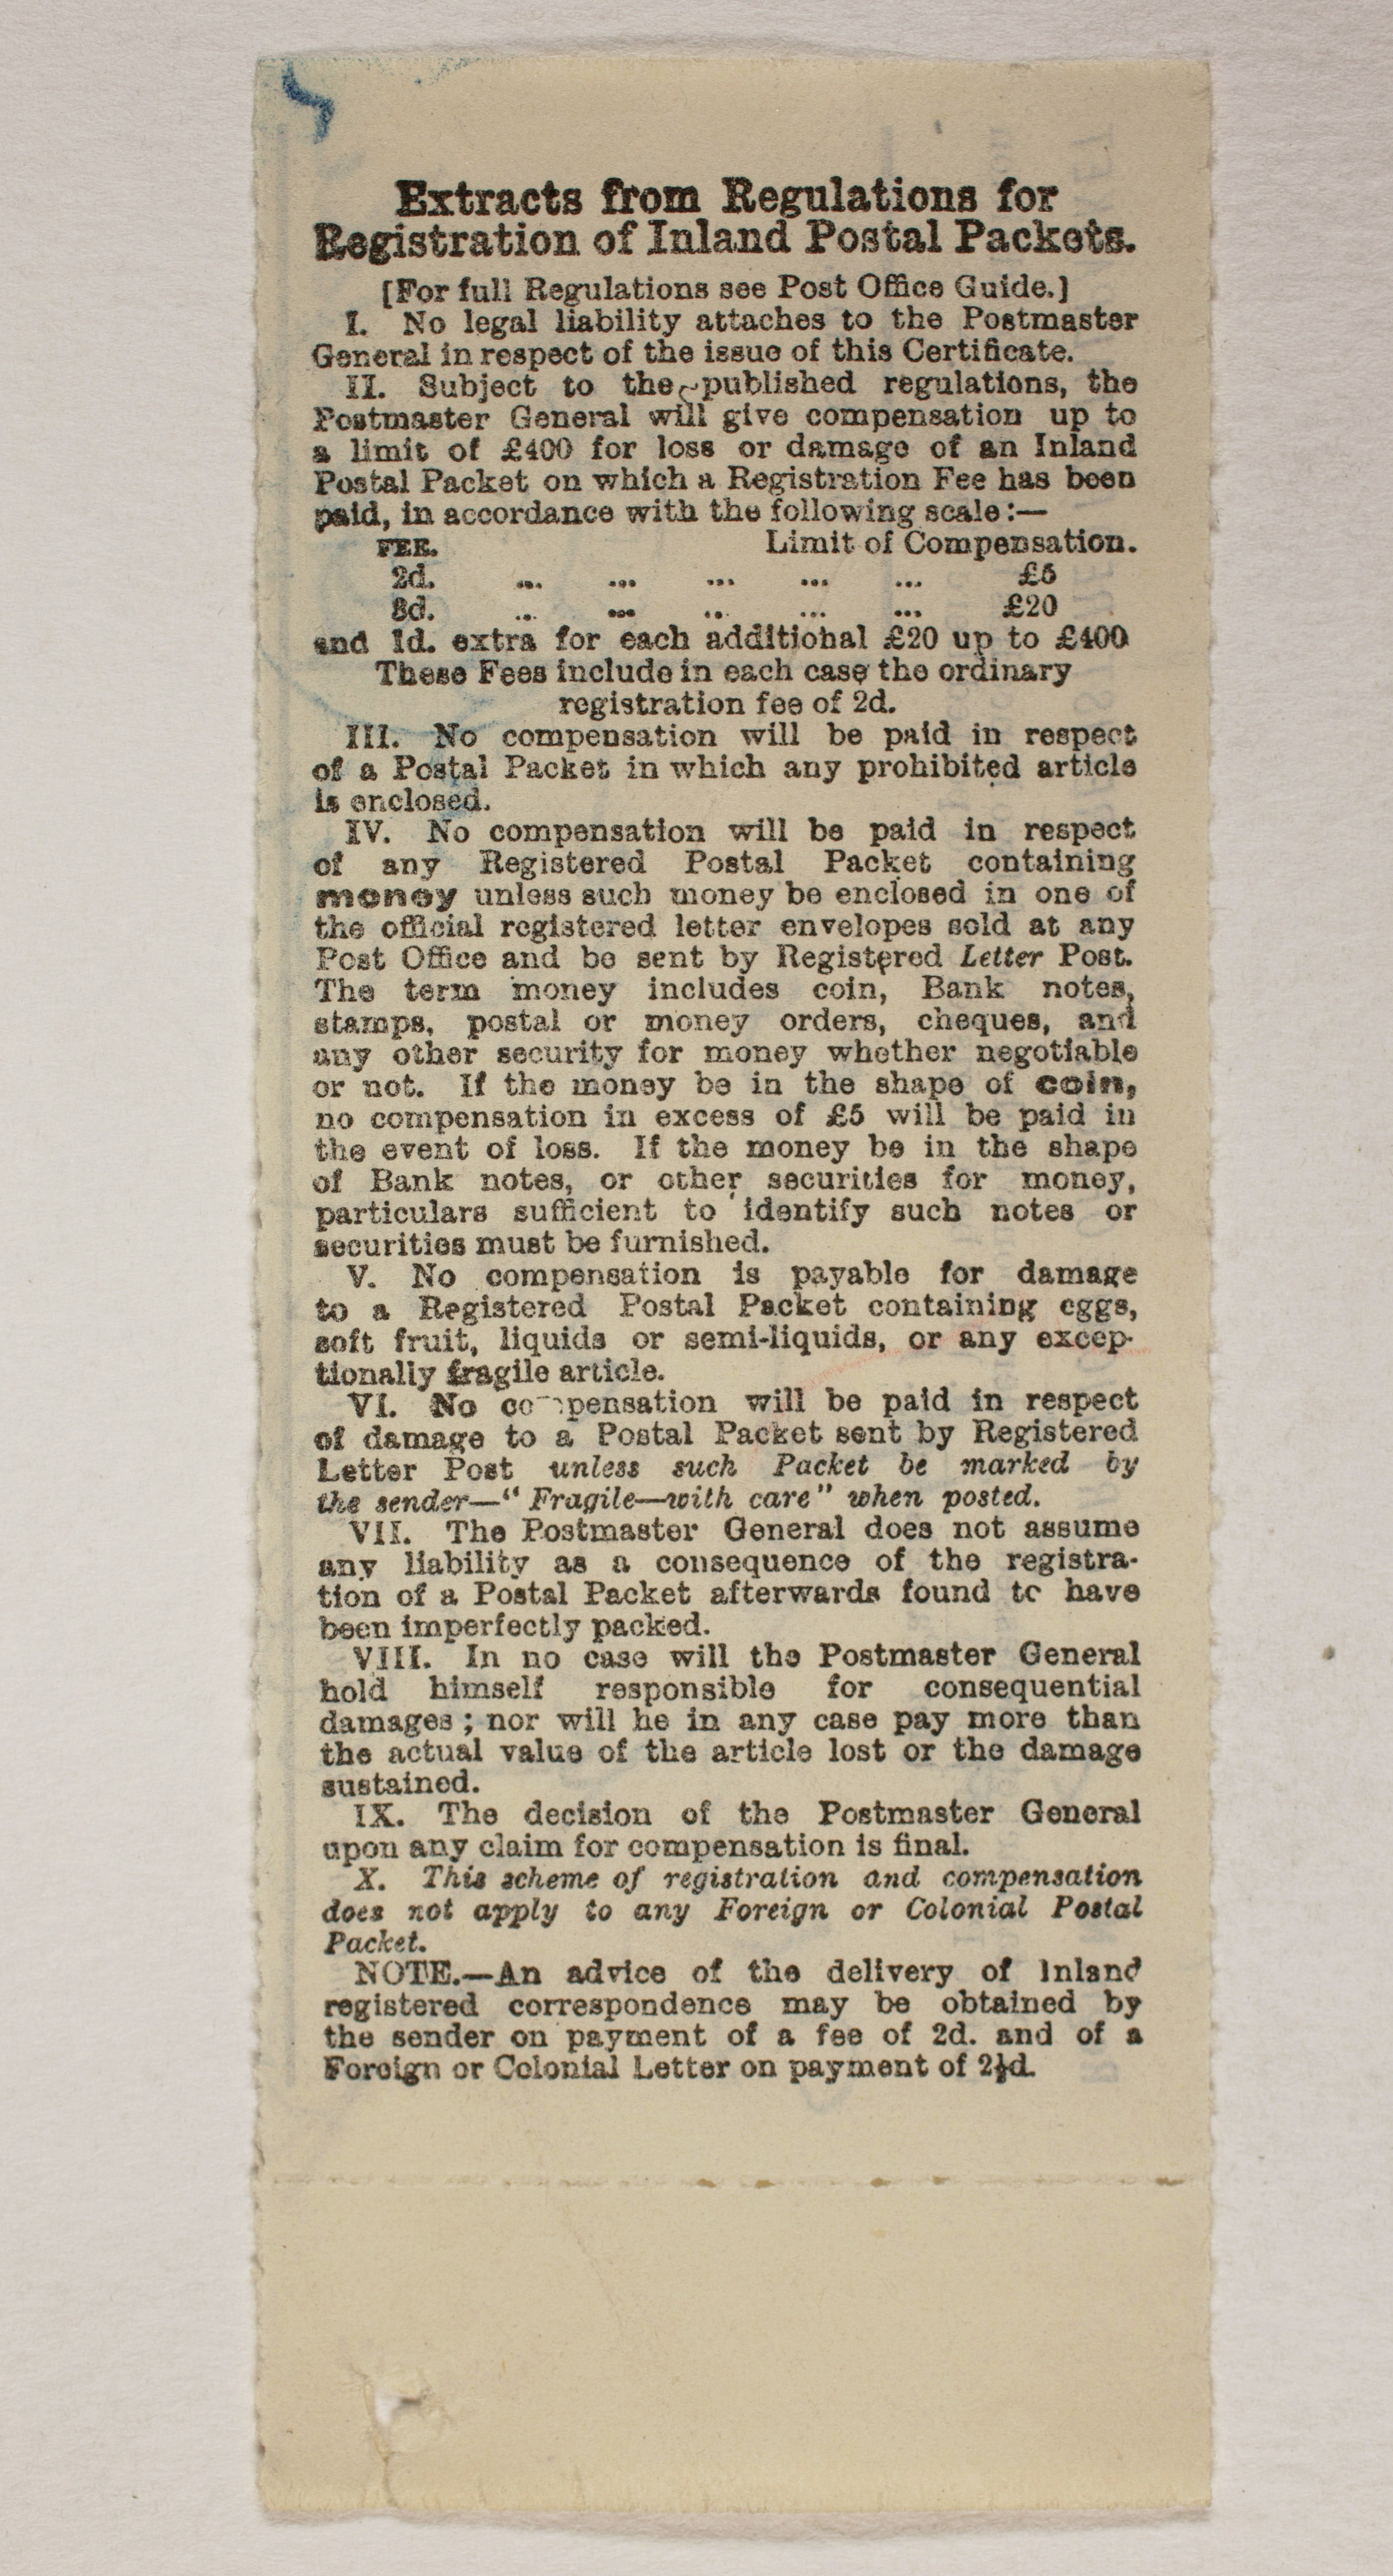 Extracts from Regulations for
Registration of Inland Postal Packets.
[For full Regulations see Post Office Guide.]
I. No legal liability attaches to the Postmaster
General in respect of the issue of this Certificate.
II. Subject to the published regulations, the
Postmaster General will give compensation up to
a limit of £400 for loss or damage of an Inland
Postal Packet on which a Registration Fee has been
paid, in accordance with the following scale :—
FEE. Limit of Compensation.
2d. ... ... ... ... ... £5
3d. ... ... ... ... ... £20
and 1d. extra for each additional £20 up to £400
These Fees include in each case the ordinary
registration fee of 2d.
III. No compensation will be paid in respect
of a Postal Packet in which any prohibited article
is enclosed.
IV. No compensation will be paid in respect
of any Registered Postal Packet containing
money unless such money be enclosed in one of
the official registered letter envelopes sold at any
Post Office and be sent by Registered Letter Post.
The term money includes coin, Bank notes,
stamps, postal or money orders, cheques, and
any other security for money whether negotiable
or not. If the money be in the shape of coin,
no compensation in excess of £5 will be paid in
the event of loss. If the money be in the shape
of Bank notes, or other securities for money,
particulars sufficient to identify such notes or
securities must be furnished.
V. No compensation is payable for damage
to a Registered Postal Packet containing eggs,
soft fruit, liquids or semi-liquids, or any excep-
tionally fragile article.
VI. No compensation will be paid in respect
of damage to a Postal Packet sent by Registered
Letter Post unless such Packet be marked by
the sender—“ Fragile—with care” when posted.
VII. The Postmaster General does not assume
any liability as a consequence of the registra-
tion of a Postal Packet afterwards found to have
been imperfectly packed.
VIII. In no case will the Postmaster General
hold himself responsible for consequential
damages ; nor will he in any case pay more than
the actual value of the article lost or the damage
sustained.
IX. The decision of the Postmaster General
upon any claim for compensation is final.
X. This scheme of registration and compensation
does not apply to any Foreign or Colonial Postal
Packet.
NOTE.—An advice of the delivery of Inland
registered correspondence may be obtained by
the sender on payment of a fee of 2d. and of a
Foreign or Colonial Letter on payment of 2½d.